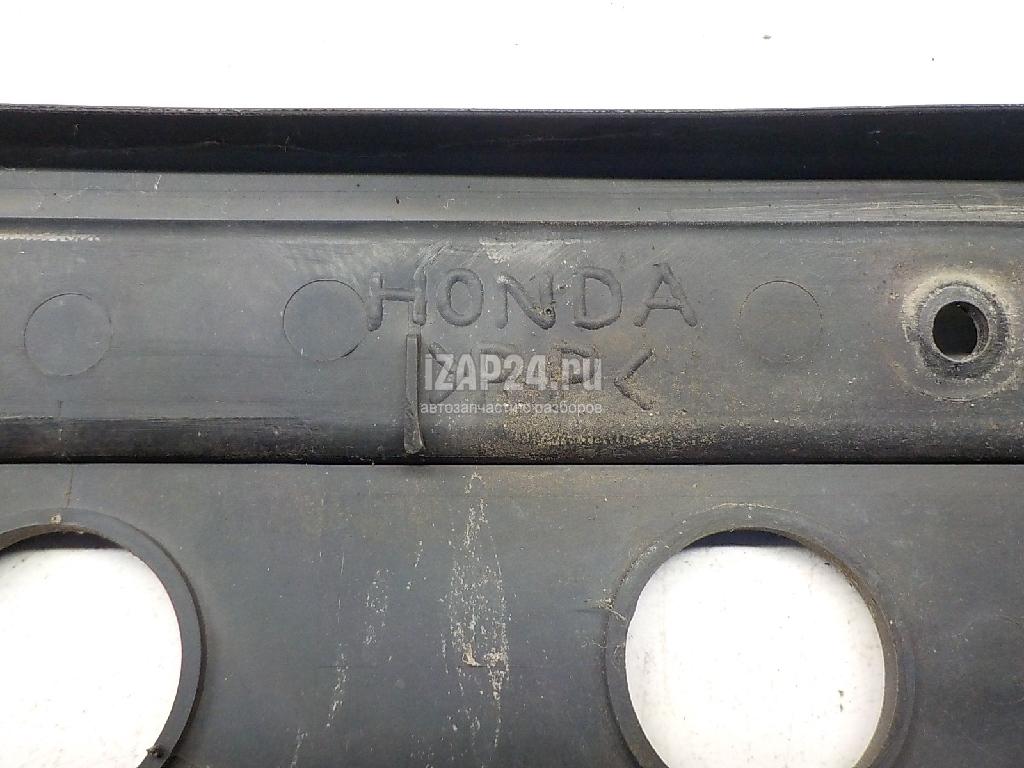 HONDA
iZAP24.ru
автозапчасти с разборов